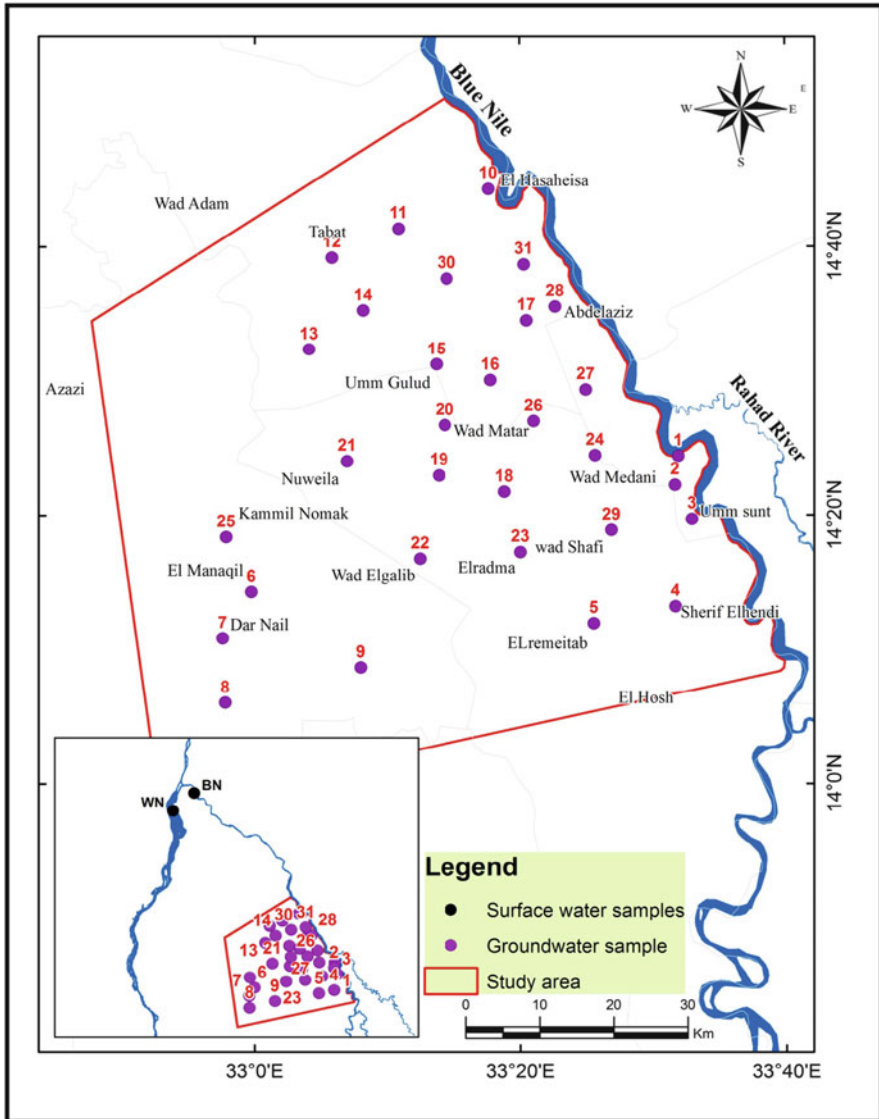 N
E
W
E
S
Blue Nile
10
El Hasaheisa
Wad Adam
11
Tabat
12
14°40'N
31
30
28
14
17
Abdelaziz
13
15
16
27
Azazi
Umm Gulud
Rahad River
20
26
Wad Matar
1
21
24
19
2
Nuweila
Wad Medani
18
3
Kammil Nomak
Umm sunt
14°20'N
25
29
23
wad Shafi
22
El Manaqil
Wad Elgalib
Elradma
6
4
Sherif Elhendi
7
Dar Nail
5
ELremeitab
9
8
El Hosh
14°0'N
BN
WN
Legend
Surface water samples
Groundwater sample
Study area
14
30
31
28
13
21
26
2
3
7
6
27
5
4
8
9
23
1
0
10
20
30
Km
33°0'E
33°20'E
33°40'E